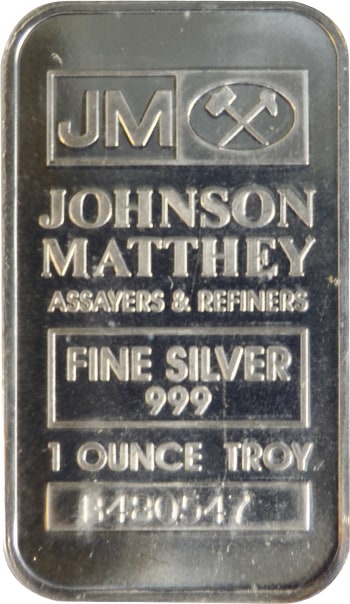 JM
JOHNSON
MATTHEY
ASSAYERS & REFINERS
FINE SILVER
999
1 OUNCE TROY
B480547